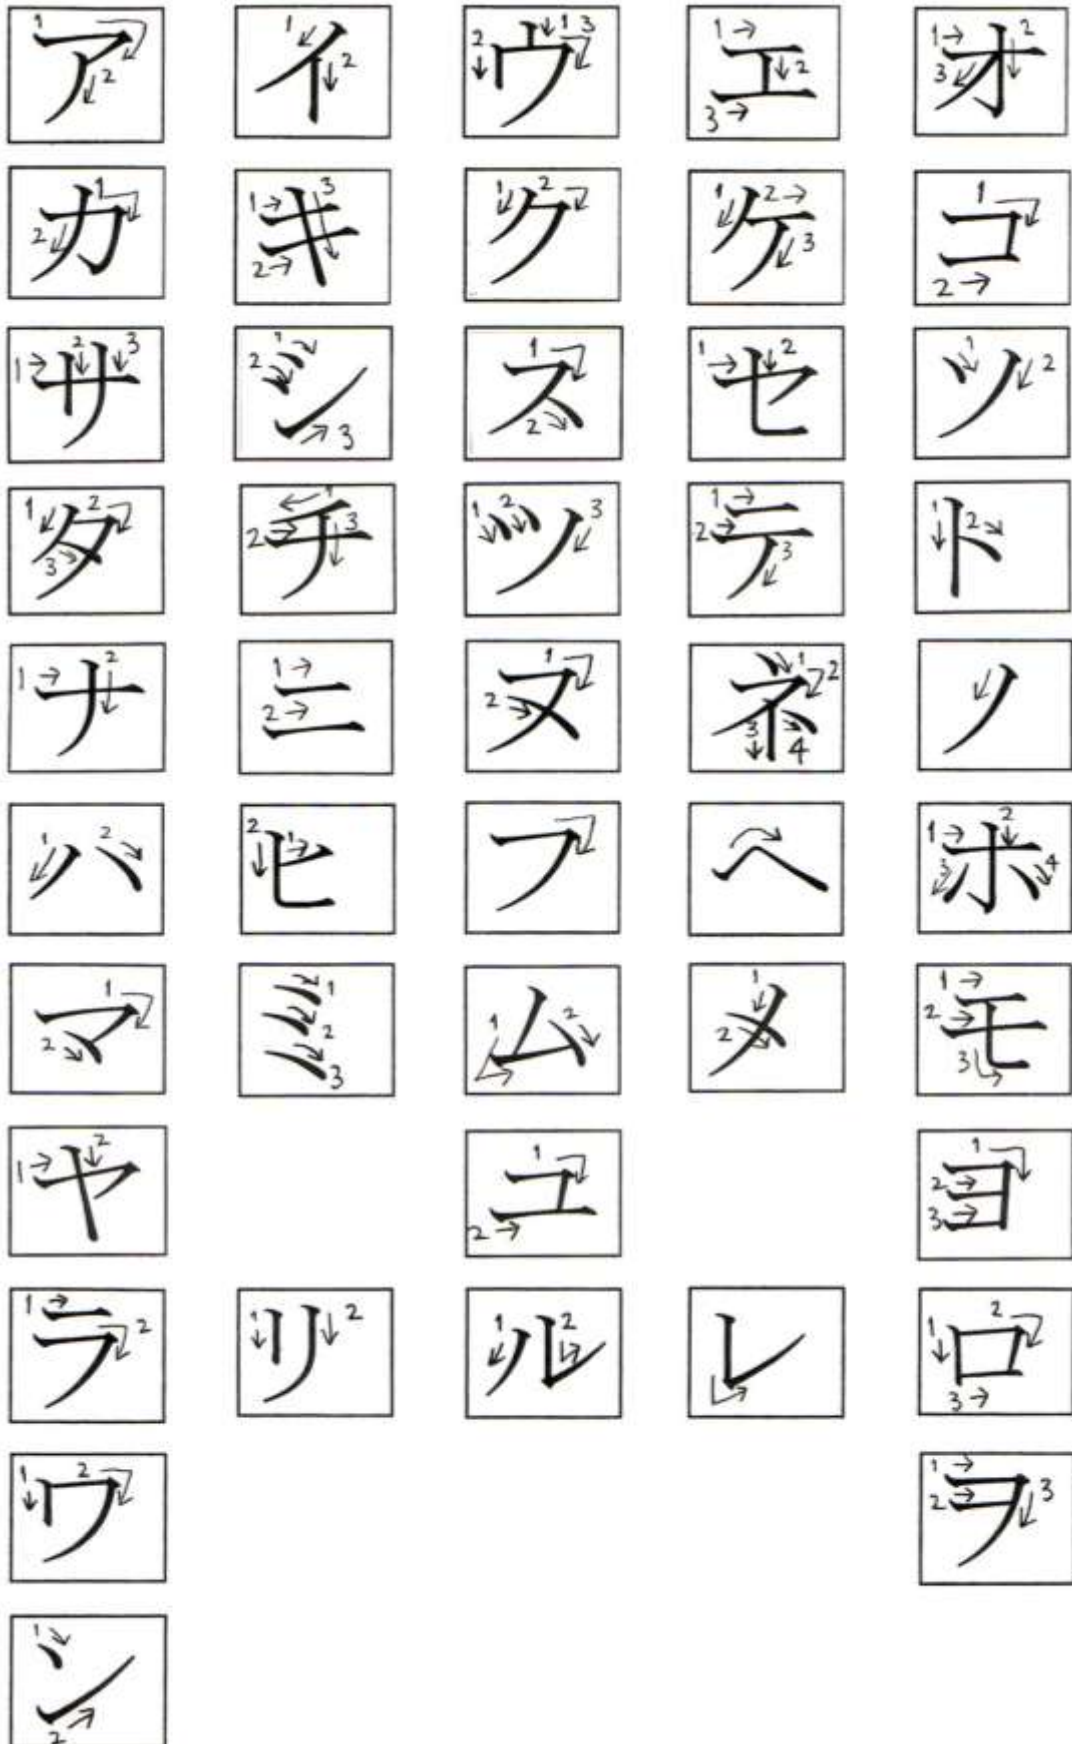 ア イ ウ エ オ
カ キ ク ケ コ
サ シ ス セ ソ
タ チ ツ テ ト
ナ ニ ヌ ネ ノ
ハ ヒ フ ヘ ホ
マ ミ ム メ モ
ヤ ユ ヨ
ラ リ ル レ ロ
ワ ヲ
ン